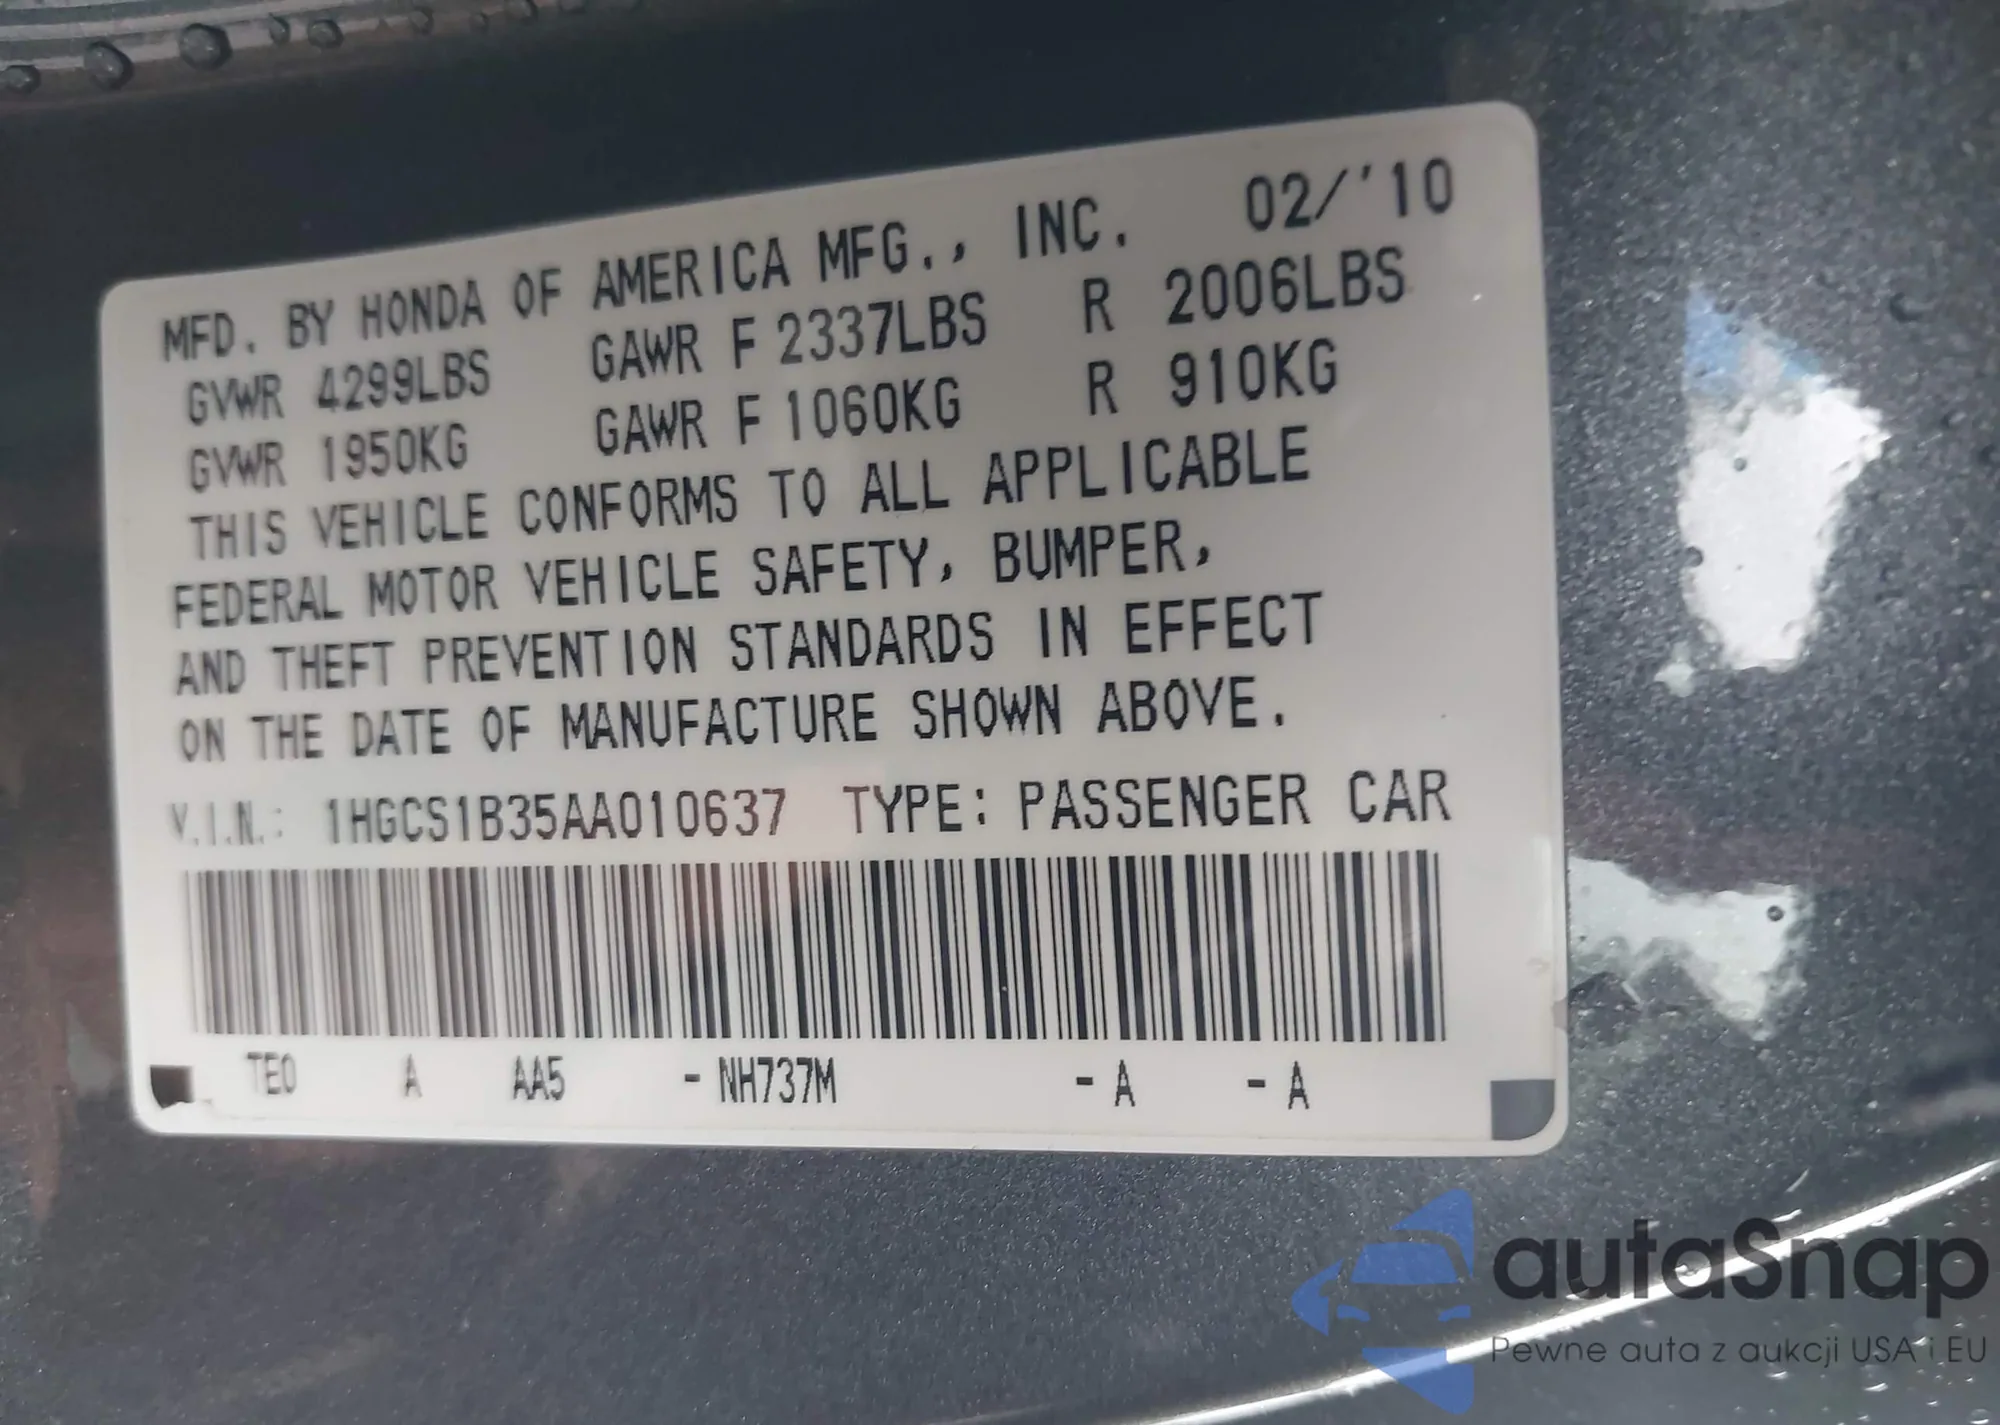 MFD. BY HONDA OF AMERICA MFG., INC. 02/'10
GVWR 4299LBS GAWR F 2337LBS R 2006LBS
GVWR 1950KG GAWR F 1060KG R 910KG
THIS VEHICLE CONFORMS TO ALL APPLICABLE
FEDERAL MOTOR VEHICLE SAFETY, BUMPER,
AND THEFT PREVENTION STANDARDS IN EFFECT
ON THE DATE OF MANUFACTURE SHOWN ABOVE.
V.I.N.: 1HGCS1B35AA010637 TYPE: PASSENGER CAR
TE0 A AA5 - NH737M - A - A
autaSnap
Pewne auta z aukcji USA i EU